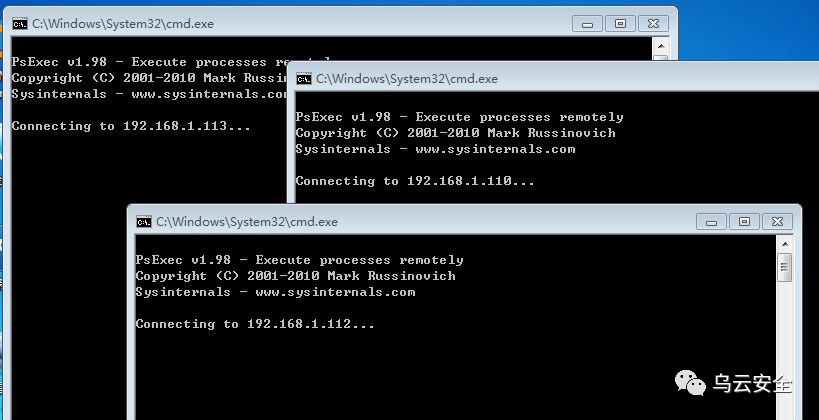 C:\Windows\System32\cmd.exe
PsExec v1.98 - Execute processes remotely
Copyright (C) 2001-2010 Mark Russin
Sysinternals - www.sysinternals.co
Connecting to 192.168.1.113...
C:\Windows\System32\cmd.exe
PsExec v1.98 - Execute processes remotely
Copyright (C) 2001-2010 Mark Russinovich
Sysinternals - www.sysinternals.com
Connecting to 192.168.1.110...
C:\Windows\System32\cmd.exe
PsExec v1.98 - Execute processes remotely
Copyright (C) 2001-2010 Mark Russinovich
Sysinternals - www.sysinternals.com
Connecting to 192.168.1.112...
乌云安全